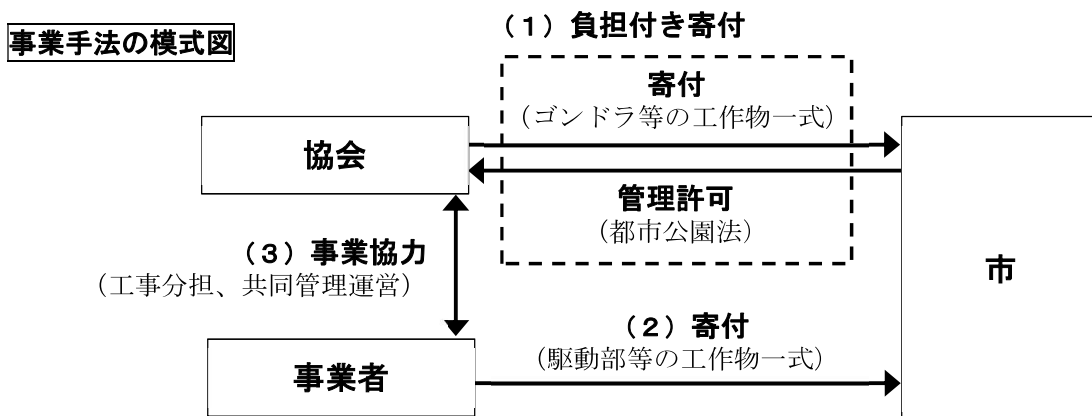 事業手法の模式図
(1)負担付き寄付
寄付
(ゴンドラ等の工作物一式)
協会
管理許可
(都市公園法)
(3)事業協力
(工事分担、共同管理運営)
市
(2)寄付
(駆動部等の工作物一式)
事業者